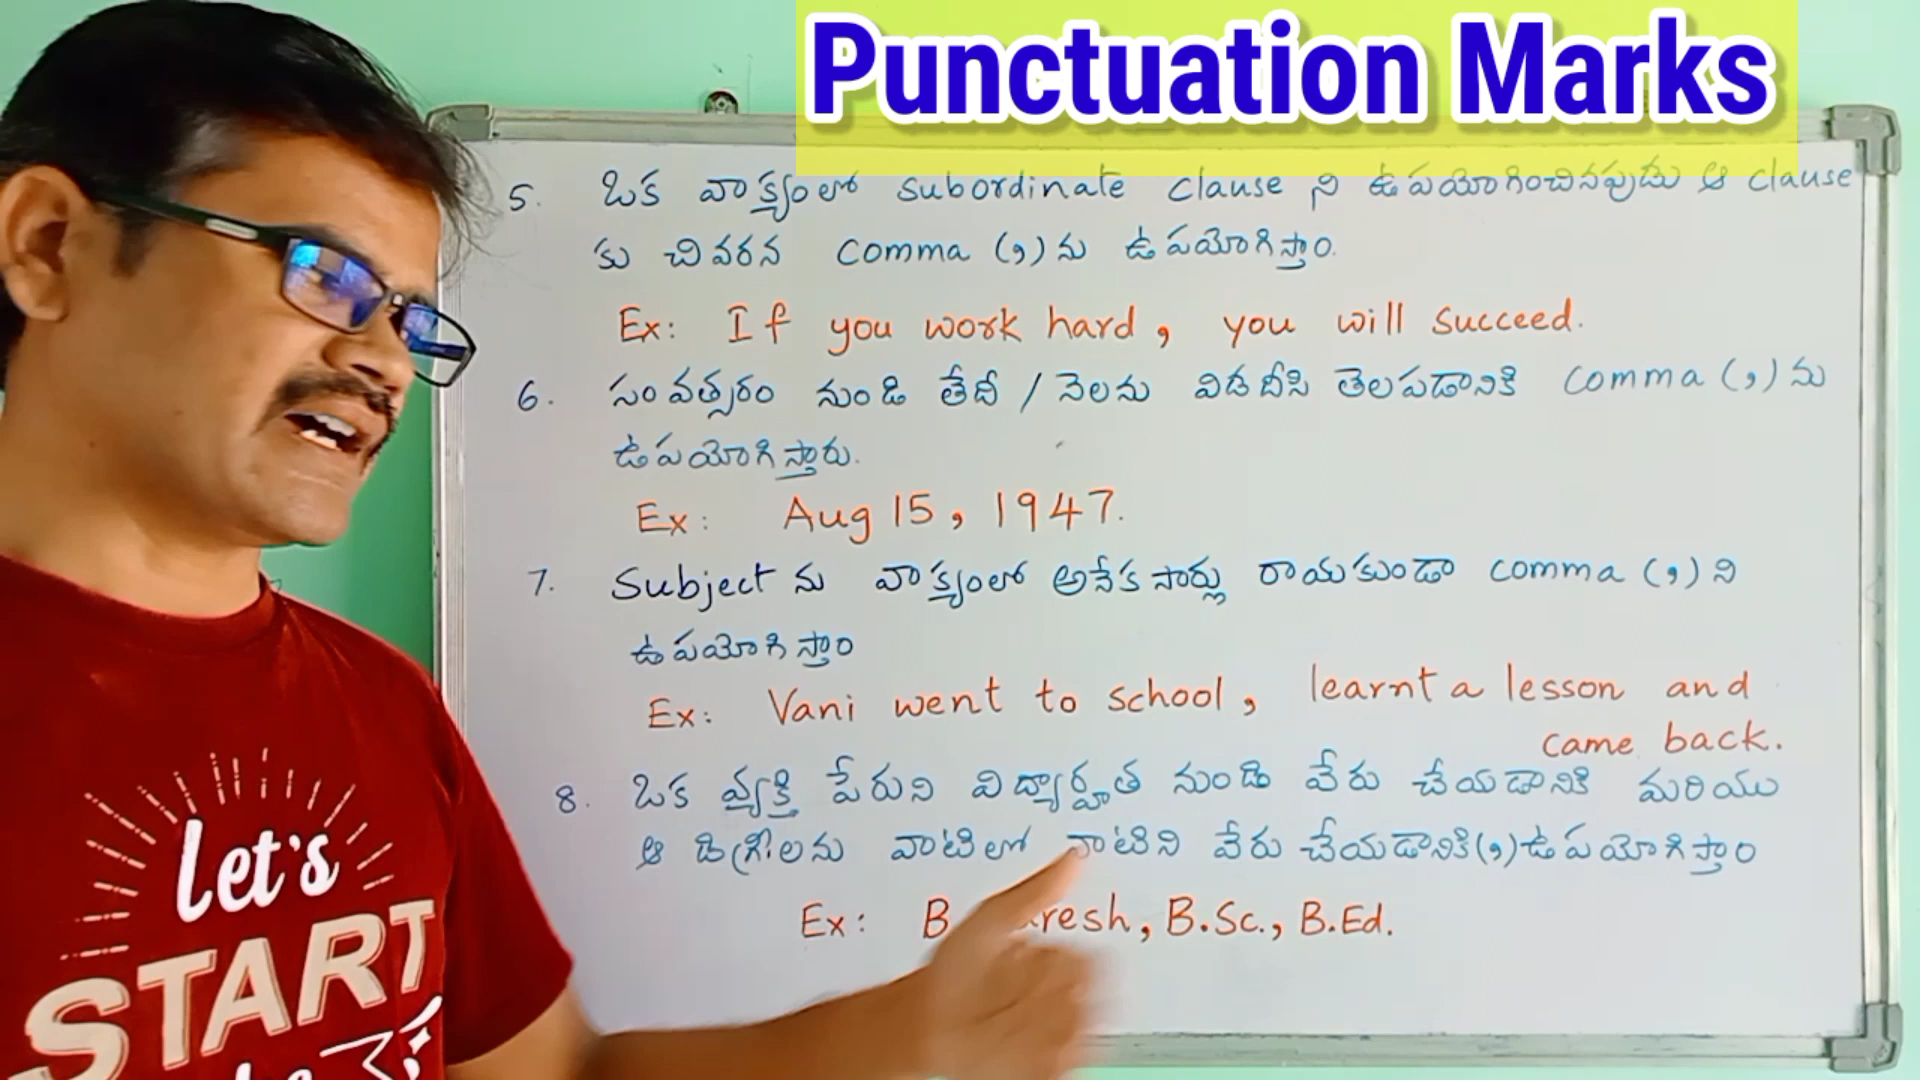 Punctuation Marks
5. ఒక వాక్యంలో subordinate clause ని ఉపయోగించినపుడు ఆ clause
కు చివరన comma (,) ను ఉపయోగిస్తాం.
Ex: If you work hard, you will succeed.
6. సంవత్సరం నుండి తేదీ / నెలను విడదీసి తెలపడానికి comma (,) ను
ఉపయోగిస్తారు.
Ex: Aug 15, 1947.
7. Subject ను వాక్యంలో అనేక సార్లు రాయకుండా comma (,) ని
ఉపయోగిస్తాం
Ex: Vani went to school, learnt a lesson and
came back.
8. ఒక వ్యక్తి పేరుని విద్యార్హత నుండి వేరు చేయడానికి మరియు
ఆ డిగ్రీలను వాటిలో వాటిని వేరు చేయడానికి (,) ఉపయోగిస్తాం
Ex: B resh, B.Sc., B.Ed.
Let's
START